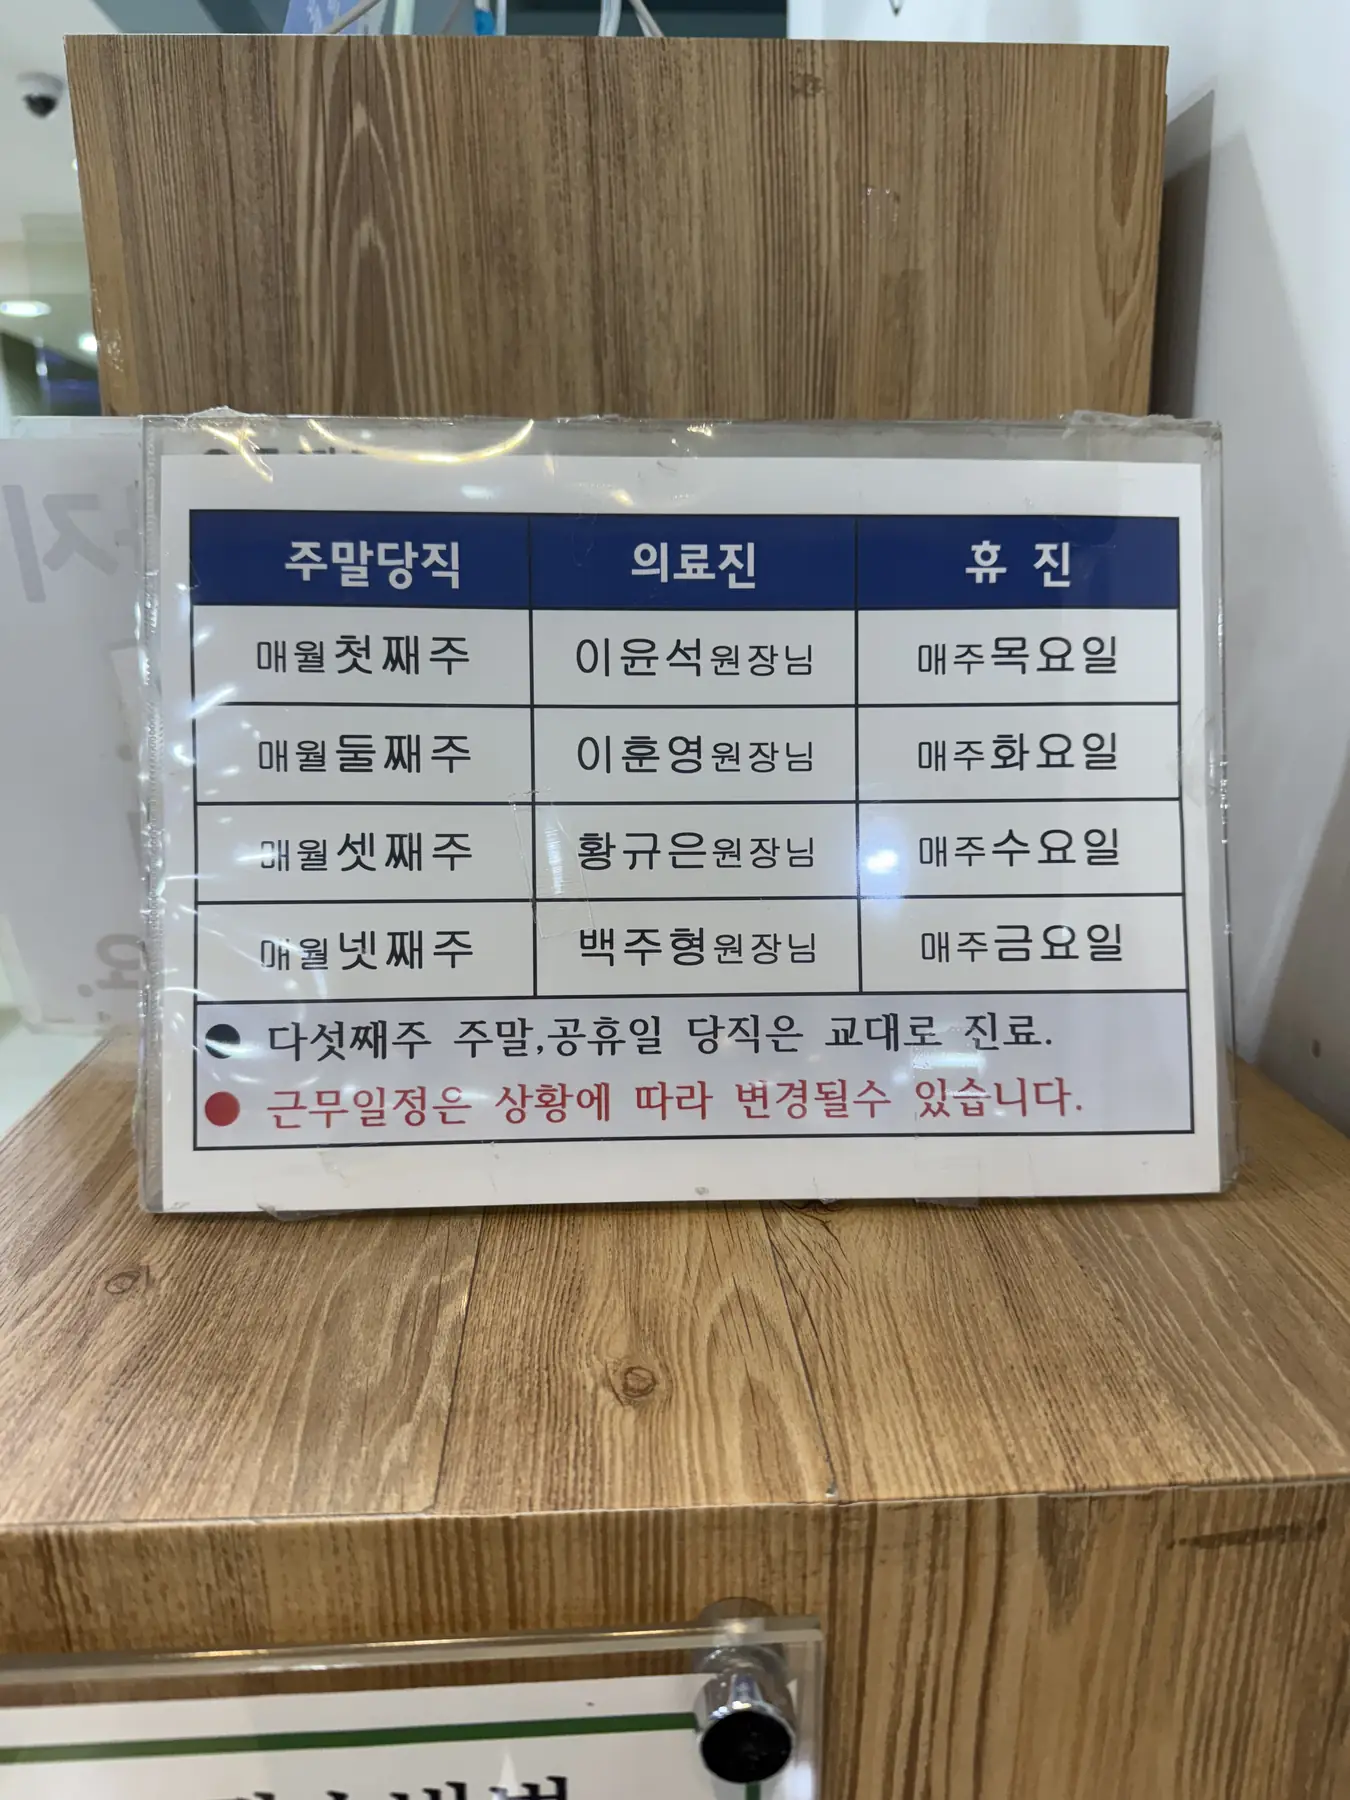 주말당직 의료진 휴 진
매월첫째주 이윤석원장님 매주목요일
매월둘째주 이훈영원장님 매주화요일
매월셋째주 황규은원장님 매주수요일
매월넷째주 백주형원장님 매주금요일
● 다섯째주 주말,공휴일 당직은 교대로 진료.
● 근무일정은 상황에 따라 변경될수 있습니다.